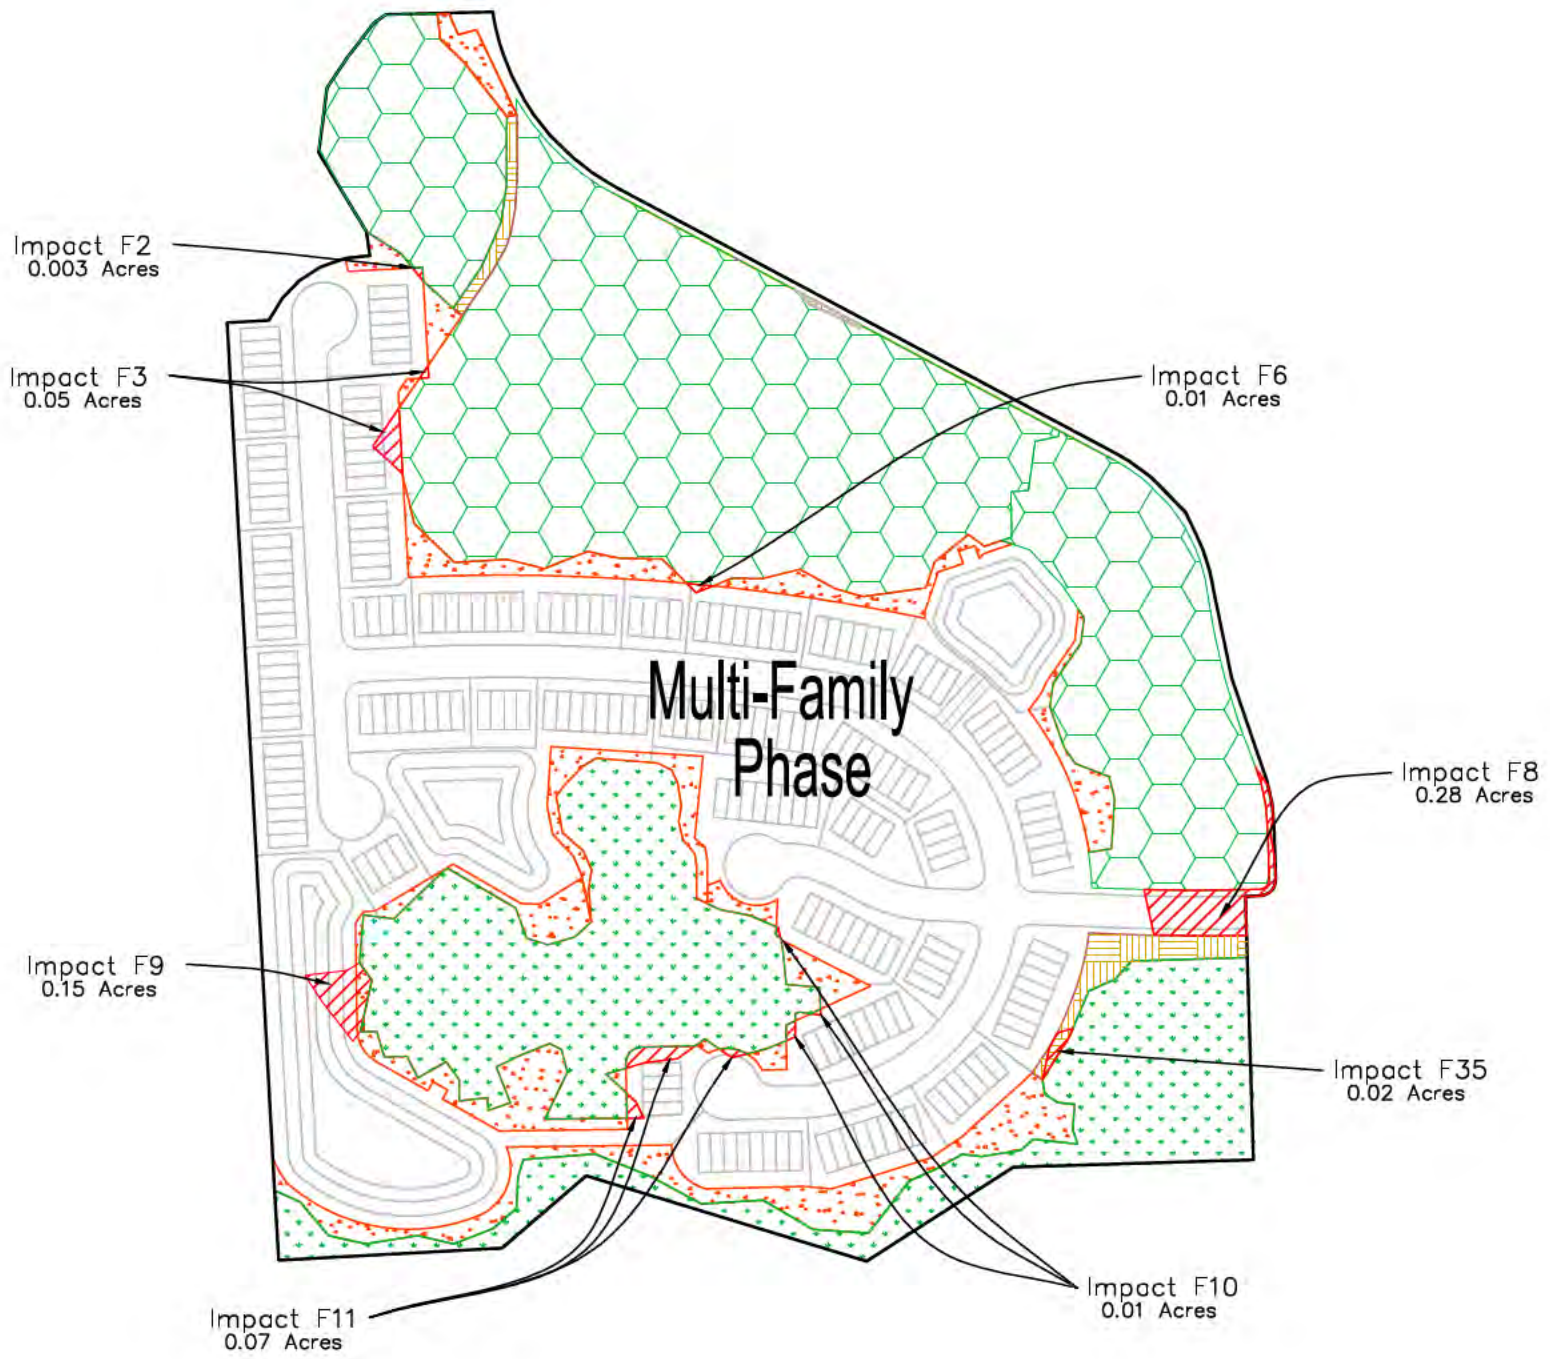 Impact F2
0.003 Acres
Impact F3
0.05 Acres
Impact F6
0.01 Acres
Multi-Family
Phase
Impact F8
0.28 Acres
Impact F9
0.15 Acres
Impact F35
0.02 Acres
Impact F10
0.01 Acres
Impact F11
0.07 Acres